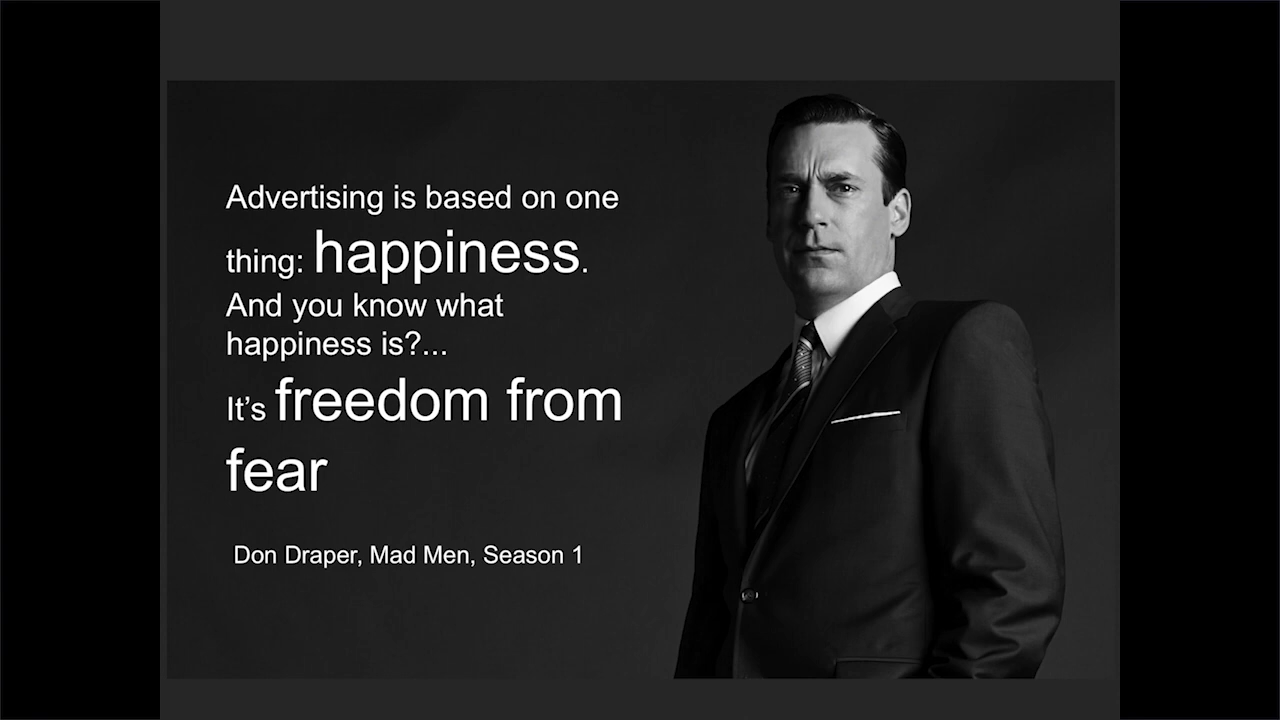 Advertising is based on one
thing: happiness.
And you know what
happiness is?...
It’s freedom from
fear
Don Draper, Mad Men, Season 1